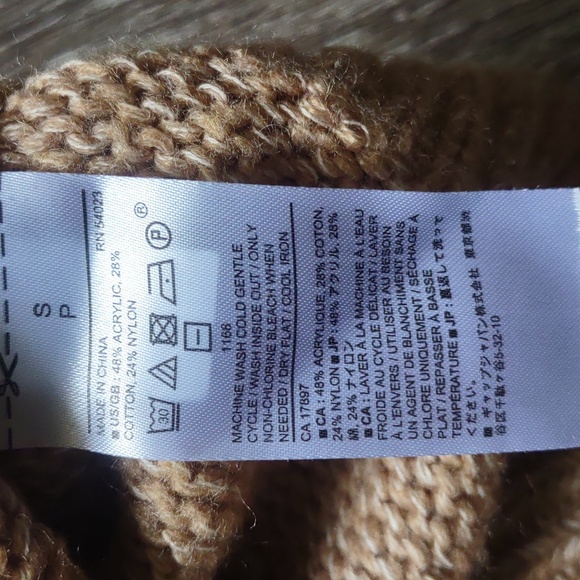 S
P
MADE IN CHINA RN 54023
■ US/GB : 48% ACRYLIC, 28%
COTTON, 24% NYLON
30
P
®
1166
MACHINE WASH COLD GENTLE
CYCLE / WASH INSIDE OUT / ONLY
NON-CHLORINE BLEACH WHEN
NEEDED / DRY FLAT / COOL IRON
CA 17897
■ CA : 48% ACRYLIQUE, 28% COTTON,
24% NYLON ■ JP : 48% アクリル, 28%
綿, 24% ナイロン
■ CA : LAVER À LA MACHINE À L'EAU
FROIDE AU CYCLE DÉLICAT / LAVER
À L'ENVERS / UTILISER AU BESOIN
UN AGENT DE BLANCHIMENT SANS
CHLORE UNIQUEMENT / SÉCHAGE À
PLAT / REPASSER À BASSE
TEMPÉRATURE ■ JP : 裏返して洗って
ください。
■ ギャップジャパン株式会社 東京都渋
谷区千駄ヶ谷5-32-10